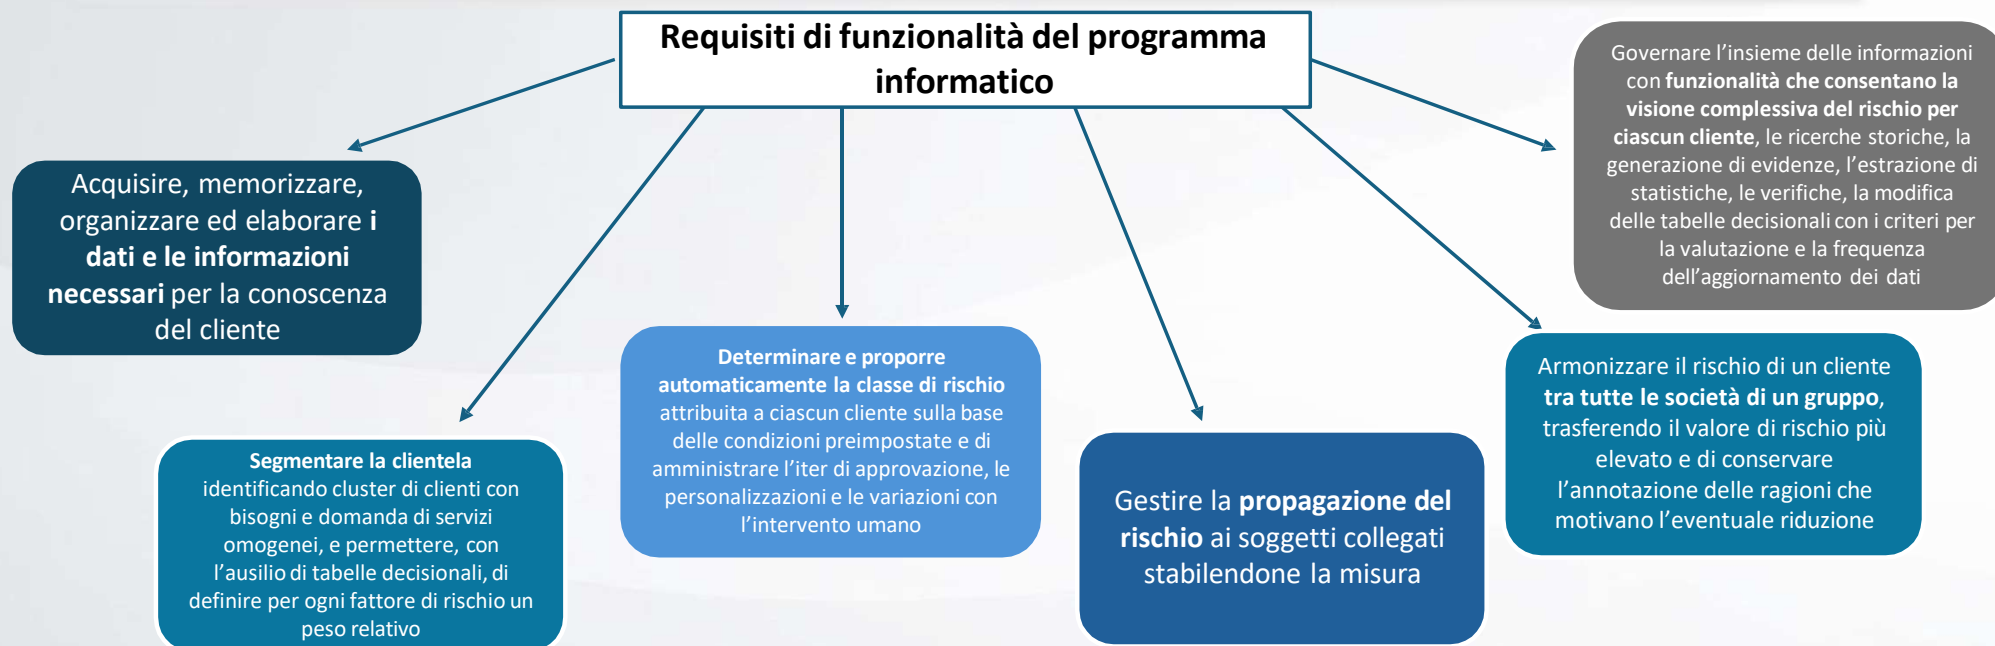 Requisiti di funzionalità del programma
informatico
Acquisire, memorizzare,
organizzare ed elaborare i
dati e le informazioni
necessari per la conoscenza
del cliente
Segmentare la clientela
identificando cluster di clienti con
bisogni e domanda di servizi
omogenei, e permettere, con
l’ausilio di tabelle decisionali, di
definire per ogni fattore di rischio un
peso relativo
Determinare e proporre
automaticamente la classe di rischio
attribuita a ciascun cliente sulla base
delle condizioni preimpostate e di
amministrare l’iter di approvazione, le
personalizzazioni e le variazioni con
l’intervento umano
Gestire la propagazione del
rischio ai soggetti collegati
stabilendone la misura
Armonizzare il rischio di un cliente
tra tutte le società di un gruppo,
trasferendo il valore di rischio più
elevato e di conservare
l’annotazione delle ragioni che
motivano l’eventuale riduzione
Governare l’insieme delle informazioni
con funzionalità che consentano la
visione complessiva del rischio per
ciascun cliente, le ricerche storiche, la
generazione di evidenze, l’estrazione di
statistiche, le verifiche, la modifica
delle tabelle decisionali con i criteri per
la valutazione e la frequenza
dell’aggiornamento dei dati